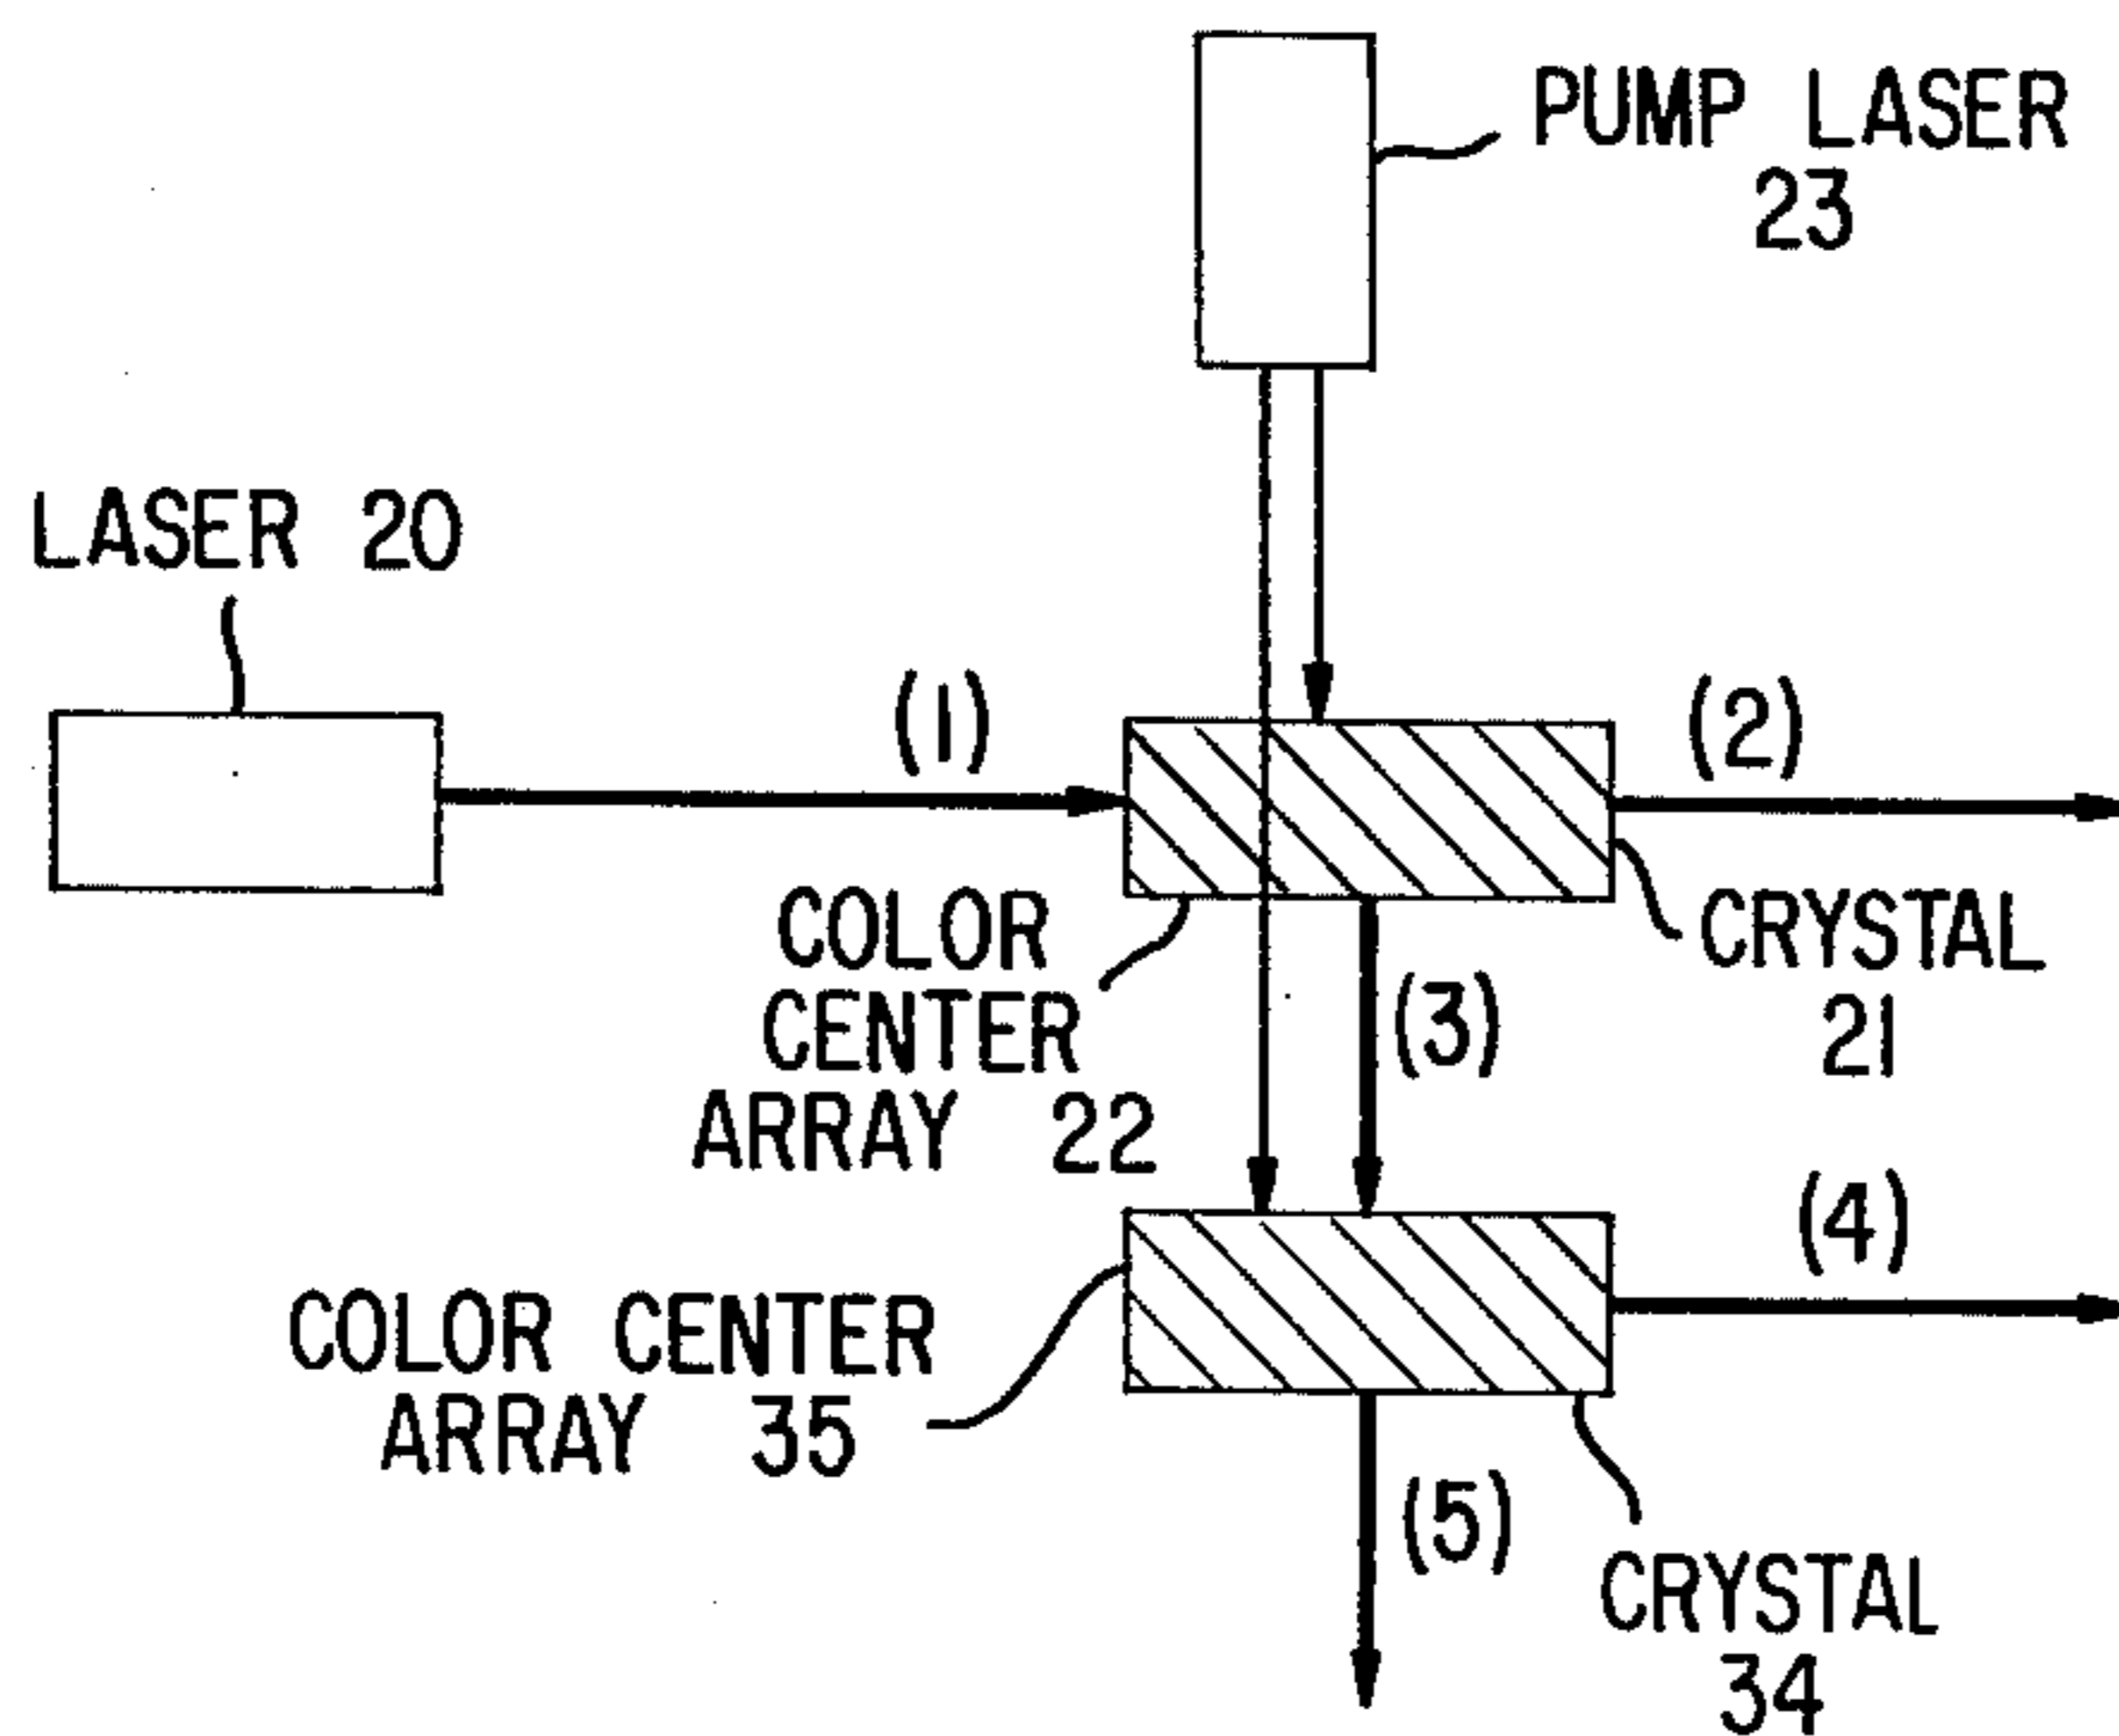 PUMP LASER
23
LASER 20
(1)
(2)
COLOR
CENTER
ARRAY 22
CRYSTAL
21
(3)
(4)
COLOR CENTER
ARRAY 35
(5)
CRYSTAL
34